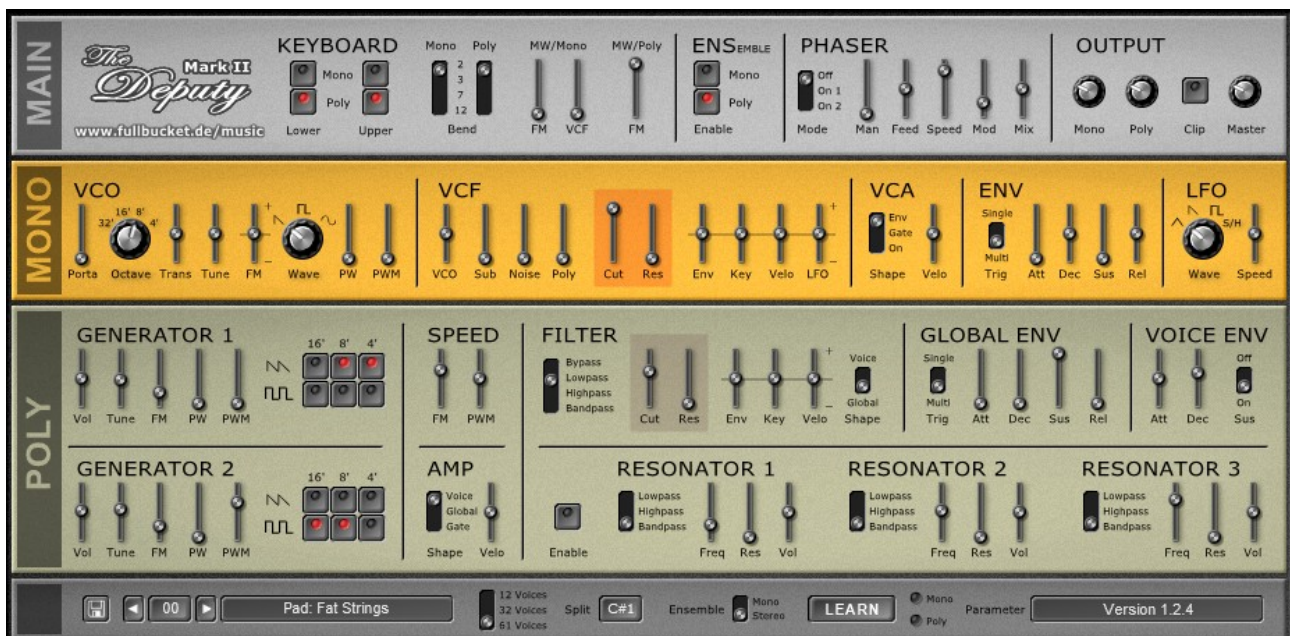 MAIN
The Deputy Mark II
www.fullbucket.de/music
KEYBOARD
Mono
Poly
Lower Upper
Mono Poly
2
3
7
12
Bend
MW/Mono
FM VCF
MW/Poly
FM
ENSEMBLE
Mono
Poly
Enable
PHASER
Off
On 1
On 2
Mode Man Feed Speed Mod Mix
OUTPUT
Mono Poly Clip Master
MONO
VCO
32' 16' 8' 4'
+
−
Porta Octave Trans Tune FM Wave PW PWM
VCF
+
−
VCO Sub Noise Poly Cut Res Env Key Velo LFO
VCA
Env
Gate
On
Shape Velo
ENV
Single
Multi
Trig Att Dec Sus Rel
LFO
S/H
Wave Speed
POLY
GENERATOR 1
16' 8' 4'
Vol Tune FM PW PWM
SPEED
FM PWM
FILTER
Bypass
Lowpass
Highpass
Bandpass
Cut Res
+
−
Env Key Velo
Voice
Global
Shape
GLOBAL ENV
Single
Multi
Trig Att Dec Sus Rel
VOICE ENV
Off
On
Att Dec Sus
GENERATOR 2
16' 8' 4'
Vol Tune FM PW PWM
AMP
Voice
Global
Gate
Shape Velo
Enable
RESONATOR 1
Lowpass
Highpass
Bandpass
Freq Res Vol
RESONATOR 2
Lowpass
Highpass
Bandpass
Freq Res Vol
RESONATOR 3
Lowpass
Highpass
Bandpass
Freq Res Vol
00
Pad: Fat Strings
12 Voices
32 Voices
61 Voices
Split C#1
Ensemble
Mono
Stereo
LEARN
Mono
Poly
Parameter Version 1.2.4